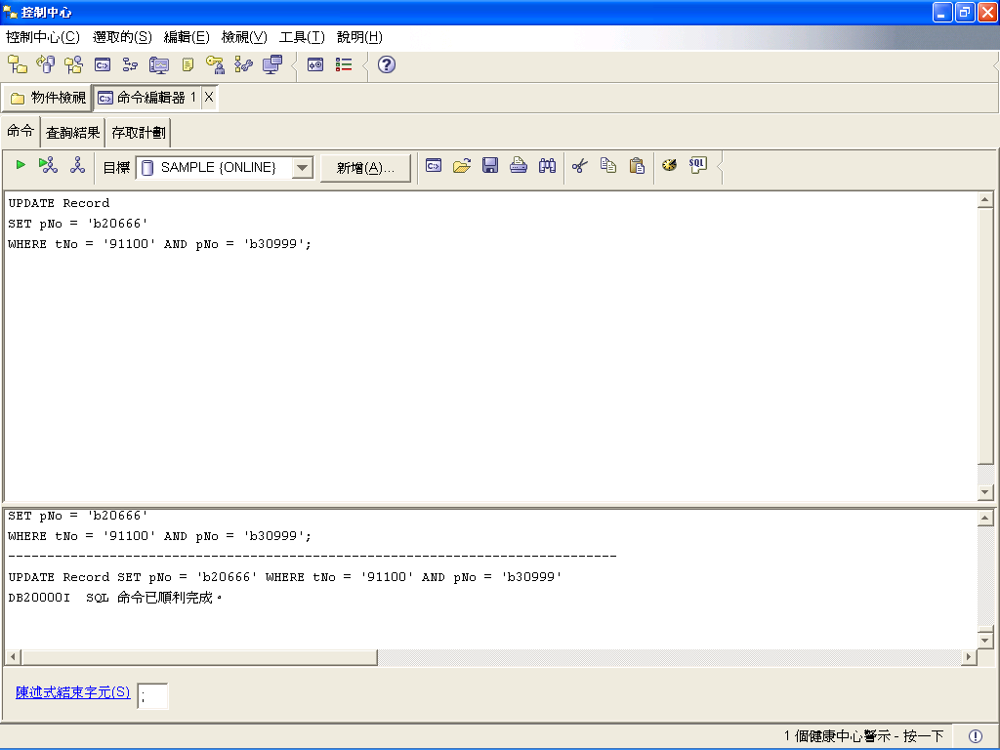 控制中心
控制中心(C) 選取的(S) 編輯(E) 檢視(V) 工具(T) 說明(H)
物件檢視 命令編輯器 1 X
命令 查詢結果 存取計劃
目標 SAMPLE {ONLINE} 新增(A)... SQL
UPDATE Record
SET pNo = 'b20666'
WHERE tNo = '91100' AND pNo = 'b30999';
SET pNo = 'b20666'
WHERE tNo = '91100' AND pNo = 'b30999';
------------------------------------------------------------------------------
UPDATE Record SET pNo = 'b20666' WHERE tNo = '91100' AND pNo = 'b30999'
DB20000I  SQL 命令已順利完成。
陳述式結束字元(S) ;
1 個健康中心警示 - 按一下